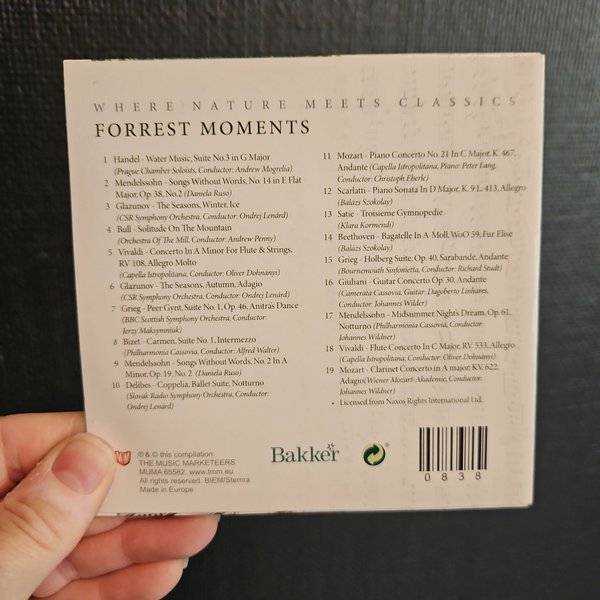 WHERE NATURE MEETS CLASSICS
FORREST MOMENTS
1 Handel - Water Music, Suite No.3 in G Major
(Prague Chamber Soloists, Conductor: Andrew Mogrelia)
2 Mendelssohn - Songs Without Words, No. 14 in E Flat
Major, Op. 38, No.2 (Daniela Ruso)
3 Glazunov - The Seasons, Winter, Ice
(CSR Symphony Orchestra, Conductor: Ondrej Lenárd)
4 Bull - Solitude On The Mountain
(Orchestra Of The Mill, Conductor: Andrew Penny)
5 Vivaldi - Concerto In A Minor For Flute & Strings,
RV 108, Allegro Molto
(Capella Istropolitana, Conductor: Oliver Dohnányi)
6 Glazunov - The Seasons, Autumn, Adagio
(CSR Symphony Orchestra, Conductor: Ondrej Lenárd)
7 Grieg - Peer Gynt, Suite No. 1, Op. 46, Anitra's Dance
(BBC Scottish Symphony Orchestra, Conductor:
Jerzy Maksymniuk)
8 Bizet - Carmen, Suite No. 1, Intermezzo
(Philharmonia Cassovia, Conductor: Alfred Walter)
9 Mendelssohn - Songs Without Words, No. 2 In A
Minor, Op. 19, No. 2 (Daniela Ruso)
10 Delibes - Coppelia, Ballet Suite, Notturno
(Slovak Radio Symphony Orchestra, Conductor:
Ondrej Lenárd)
11 Mozart - Piano Concerto No. 21 In C Major, K. 467,
Andante (Capella Istropolitana, Piano: Peter Lang,
Conductor: Christoph Eberle)
12 Scarlatti - Piano Sonata In D Major, K. 9 L. 413, Allegro
(Balázs Szokolay)
13 Satie - Troisieme Gymnopedie
(Klara Kormendi)
14 Beethoven - Bagatelle In A-Moll, WoO 59, Fur Elise
(Balázs Szokolay)
15 Grieg - Holberg Suite, Op. 40, Sarabande, Andante
(Bournemouth Sinfonietta, Conductor: Richard Studt)
16 Giuliani - Guitar Concerto Op. 30, Andante
(Camerata Cassovia, Guitar: Dagoberto Linhares,
Conductor: Johannes Wilder)
17 Mendelssohn - Midsummer Night's Dream, Op. 61,
Notturno (Philharmonia Cassovia, Conductor:
Johannes Wilder)
18 Vivaldi - Flute Concerto In C Major, RV 533, Allegro
(Capella Istropolitana, Conductor: Oliver Dohnányi)
19 Mozart - Clarinet Concerto in A major, KV. 622,
Adagio (Wiener Mozart-Akademie, Conductor:
Johannes Wildner)
• Licensed from Naxos Rights International Ltd.
℗ & © this compilation:
THE MUSIC MARKETEERS
MUMA 65582. www.tmm.eu
All rights reserved. BIEM/Stemra
Made in Europe
Bakker
0838